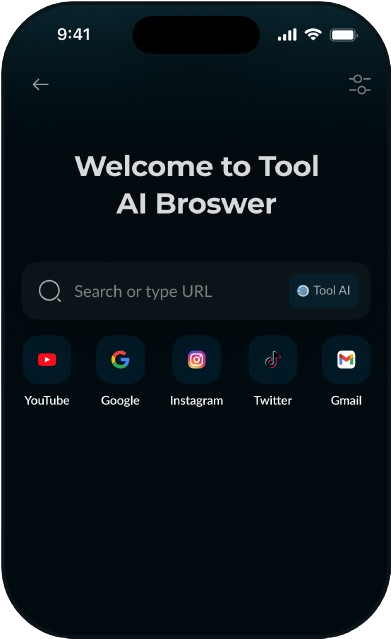 9:41
Welcome to Tool
AI Broswer
Search or type URL
Tool AI
YouTube
Google
Instagram
Twitter
Gmail